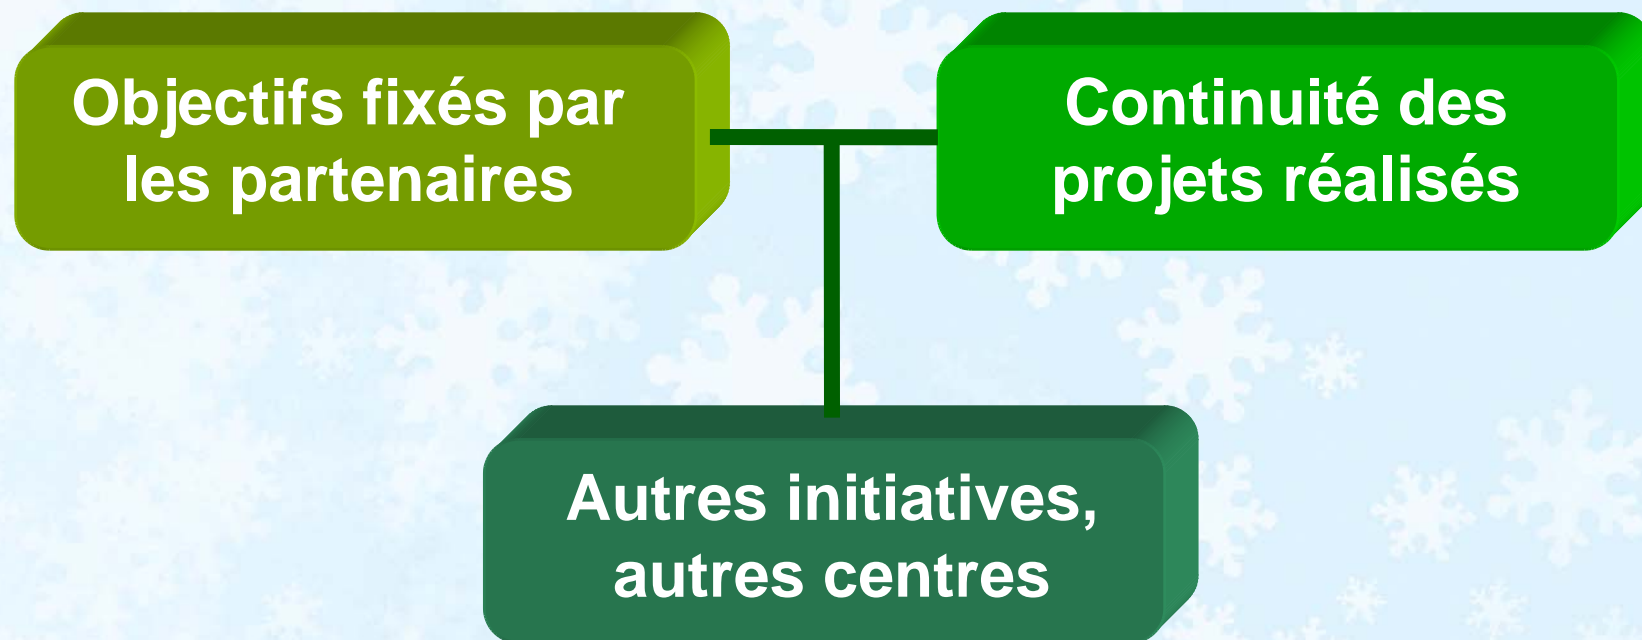 Objectifs fixés par
les partenaires
Continuité des
projets réalisés
Autres initiatives,
autres centres